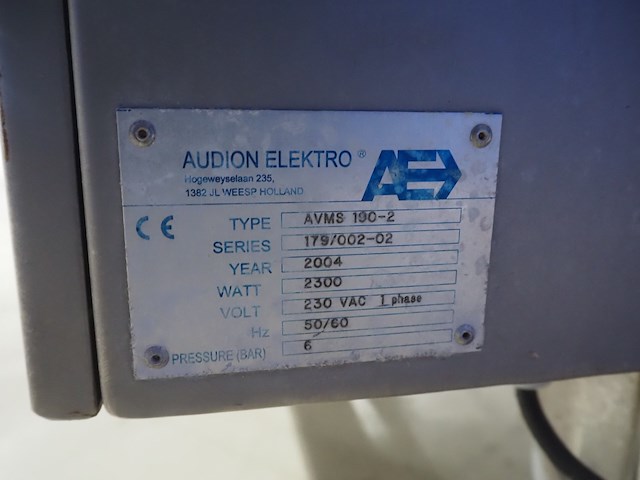 AUDION ELEKTRO ®
Hogeweyselaan 235,
1382 JL WEESP HOLLAND
AE
CE
TYPE AVMS 190-2
SERIES 179/002-02
YEAR 2004
WATT 2300
VOLT 230 VAC 1 phase
Hz 50/60
PRESSURE (BAR) 6